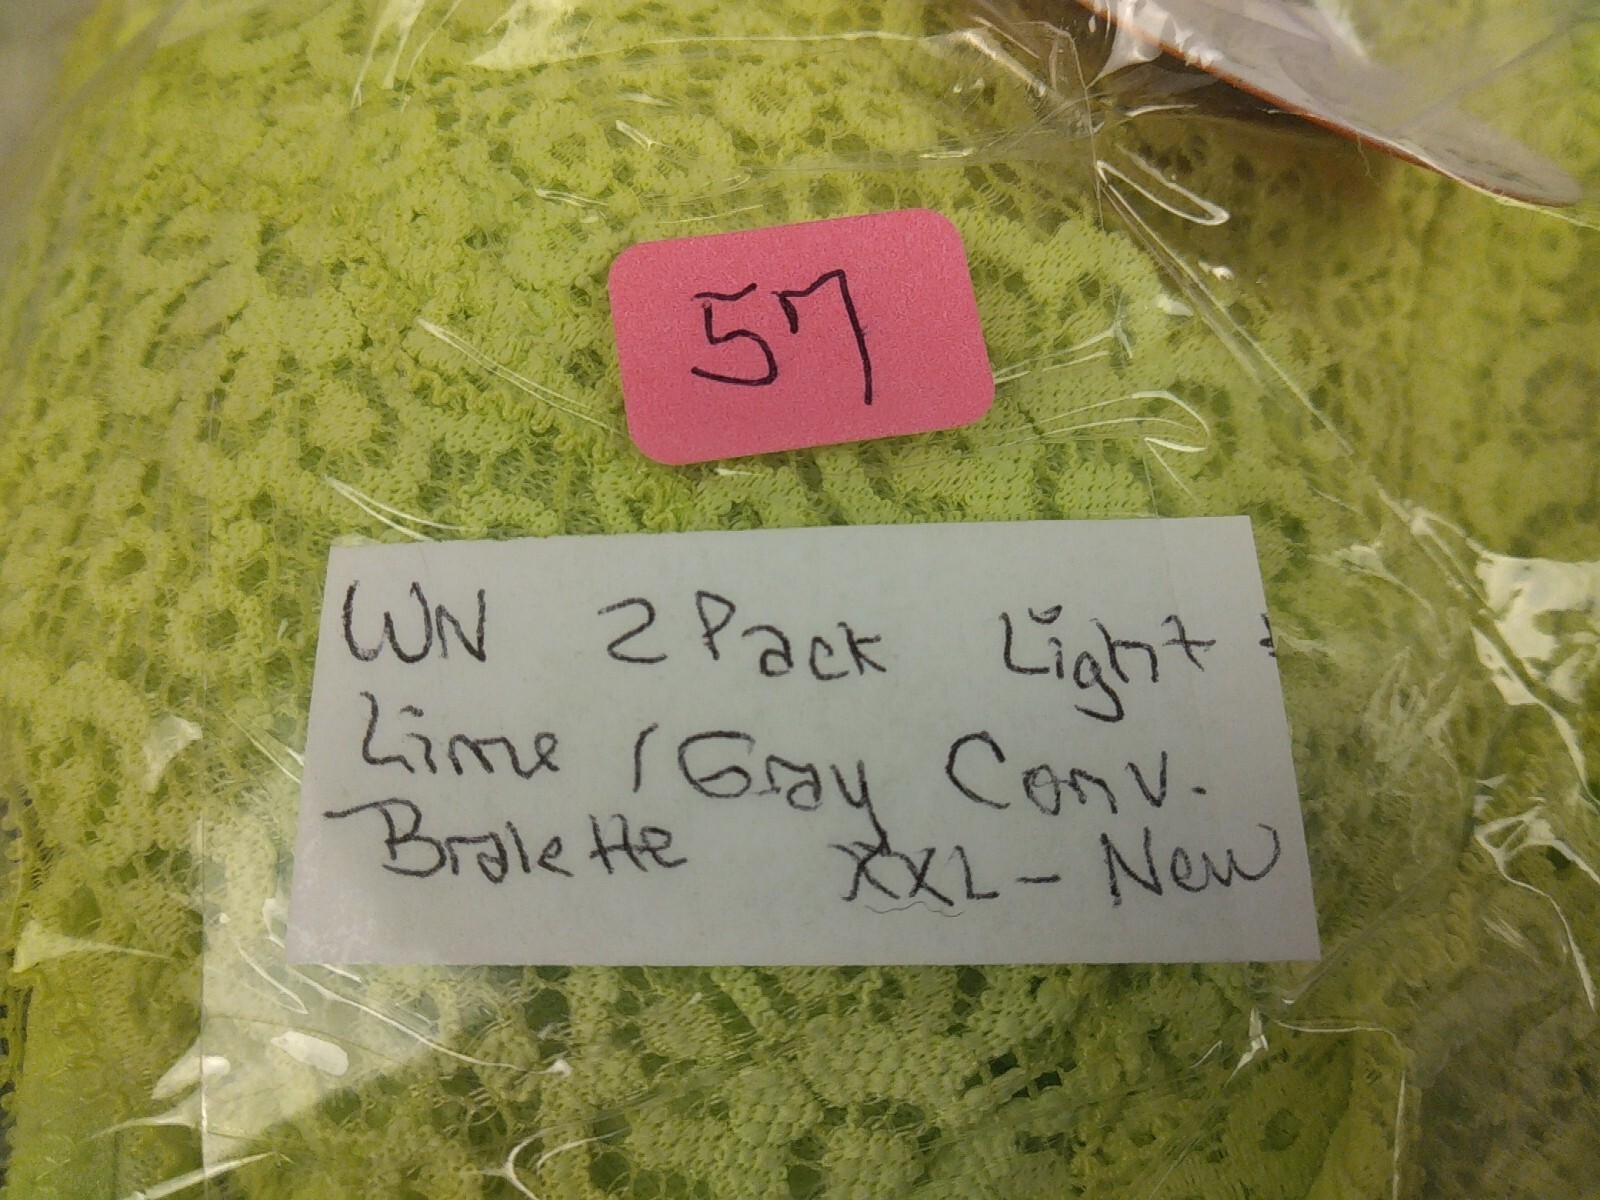 57
WN 2 Pack Light
Lime / Gray Conv.
Bralette XXL - New